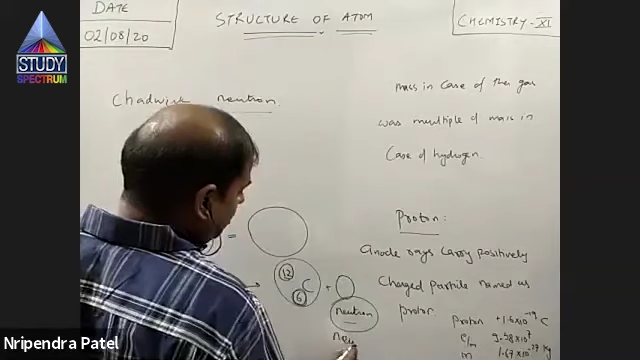 DATE
02/08/20
STRUCTURE OF ATOM
CHEMISTRY-XI
STUDY
SPECTRUM
Chadwick neutron.
mass in case of the gas
was multiple of mass in
Case of hydrogen.
Proton:
anode rays carry positively
Charged particle named as
proton
=
12
C
6
+
neutron
neu
Proton +1.6×10⁻¹⁹ C
e/m 9.58×10⁷
m 1.67×10⁻²⁷ kg
Nripendra Patel